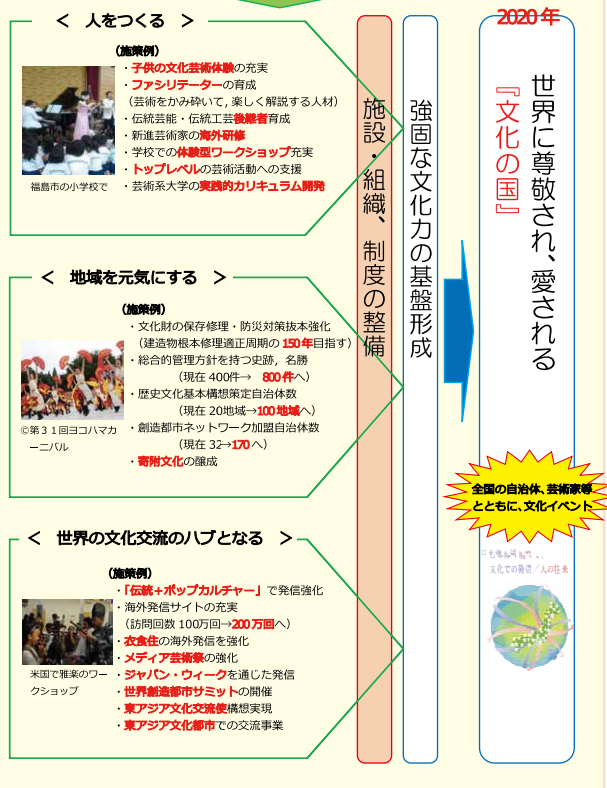 ＜ 人をつくる ＞
（施策例）
・子供の文化芸術体験の充実
・ファシリテーターの育成
（芸術をかみ砕いて，楽しく解説する人材）
・伝統芸能・伝統工芸後継者育成
・新進芸術家の海外研修
・学校での体験型ワークショップ充実
・トップレベルの芸術活動への支援
・芸術系大学の実践的カリキュラム開発
福島市の小学校で
＜ 地域を元気にする ＞
（施策例）
・文化財の保存修理・防災対策抜本強化
（建造物根本修理適正周期の150年目指す）
・総合的管理方針を持つ史跡，名勝
（現在 400件→ 800件へ）
・歴史文化基本構想策定自治体数
（現在 20地域→100地域へ）
・創造都市ネットワーク加盟自治体数
（現在 32→170へ）
・寄附文化の醸成
©第３１回ヨコハマカ
ーニバル
＜ 世界の文化交流のハブとなる ＞
（施策例）
・「伝統＋ポップカルチャー」で発信強化
・海外発信サイトの充実
（訪問回数 100万回→200万回へ）
・衣食住の海外発信を強化
・メディア芸術祭の強化
・ジャパン・ウィークを通じた発信
・世界創造都市サミットの開催
・東アジア文化交流使構想実現
・東アジア文化都市での交流事業
米国で雅楽のワー
クショップ
施設・組織、制度の整備
強固な文化力の基盤形成
2020年
世界に尊敬され、愛される
『文化の国』
全国の自治体、芸術家等
とともに、文化イベント
文化での発信／人の往来